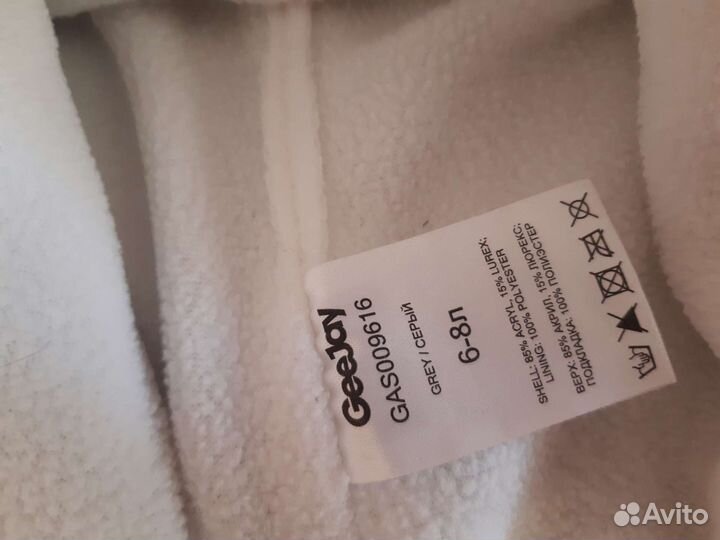 GeeJay
GAS009616
GREY / СЕРЫЙ
6-8л
SHELL: 85% ACRYL, 15% LUREX;
LINING: 100% POLYESTER
ВЕРХ: 85% АКРИЛ, 15% ЛЮРЕКС;
ПОДКЛАДКА: 100% ПОЛИЭСТЕР
Avito